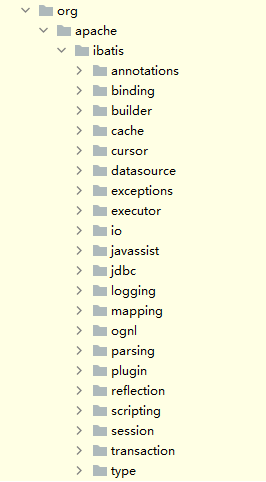 org
apache
ibatis
annotations
binding
builder
cache
cursor
datasource
exceptions
executor
io
javassist
jdbc
logging
mapping
ognl
parsing
plugin
reflection
scripting
session
transaction
type